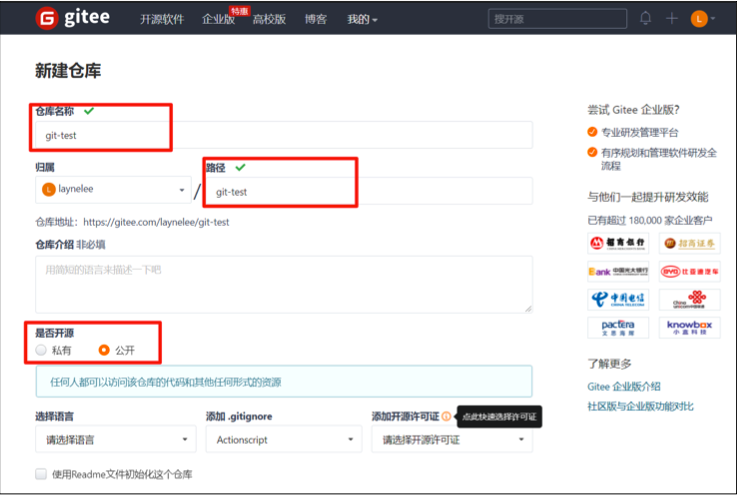 gitee 开源软件 企业版 特惠 高校版 博客 我的 搜开源 L
新建仓库
仓库名称
git-test
归属 路径
L laynelee / git-test
仓库地址：https://gitee.com/laynelee/git-test
仓库介绍 非必填
用简短的语言来描述一下吧
是否开源
私有 公开
任何人都可以访问该仓库的代码和其他任何形式的资源
选择语言 添加 .gitignore 添加开源许可证 点此快速选择许可证
请选择语言 Actionscript 请选择开源许可证
使用Readme文件初始化这个仓库
尝试 Gitee 企业版？
专业研发管理平台
有序规划和管理软件研发全
流程
与他们一起提升研发效能
已有超过 180,000 家企业客户
招商银行 招商证券
Bank 中国光大银行 BYD 比亚迪汽车
中国电信 China unicom中国联通
pactera 文思海辉 knowbox 小盒科技
了解更多
Gitee 企业版介绍
社区版与企业版功能对比